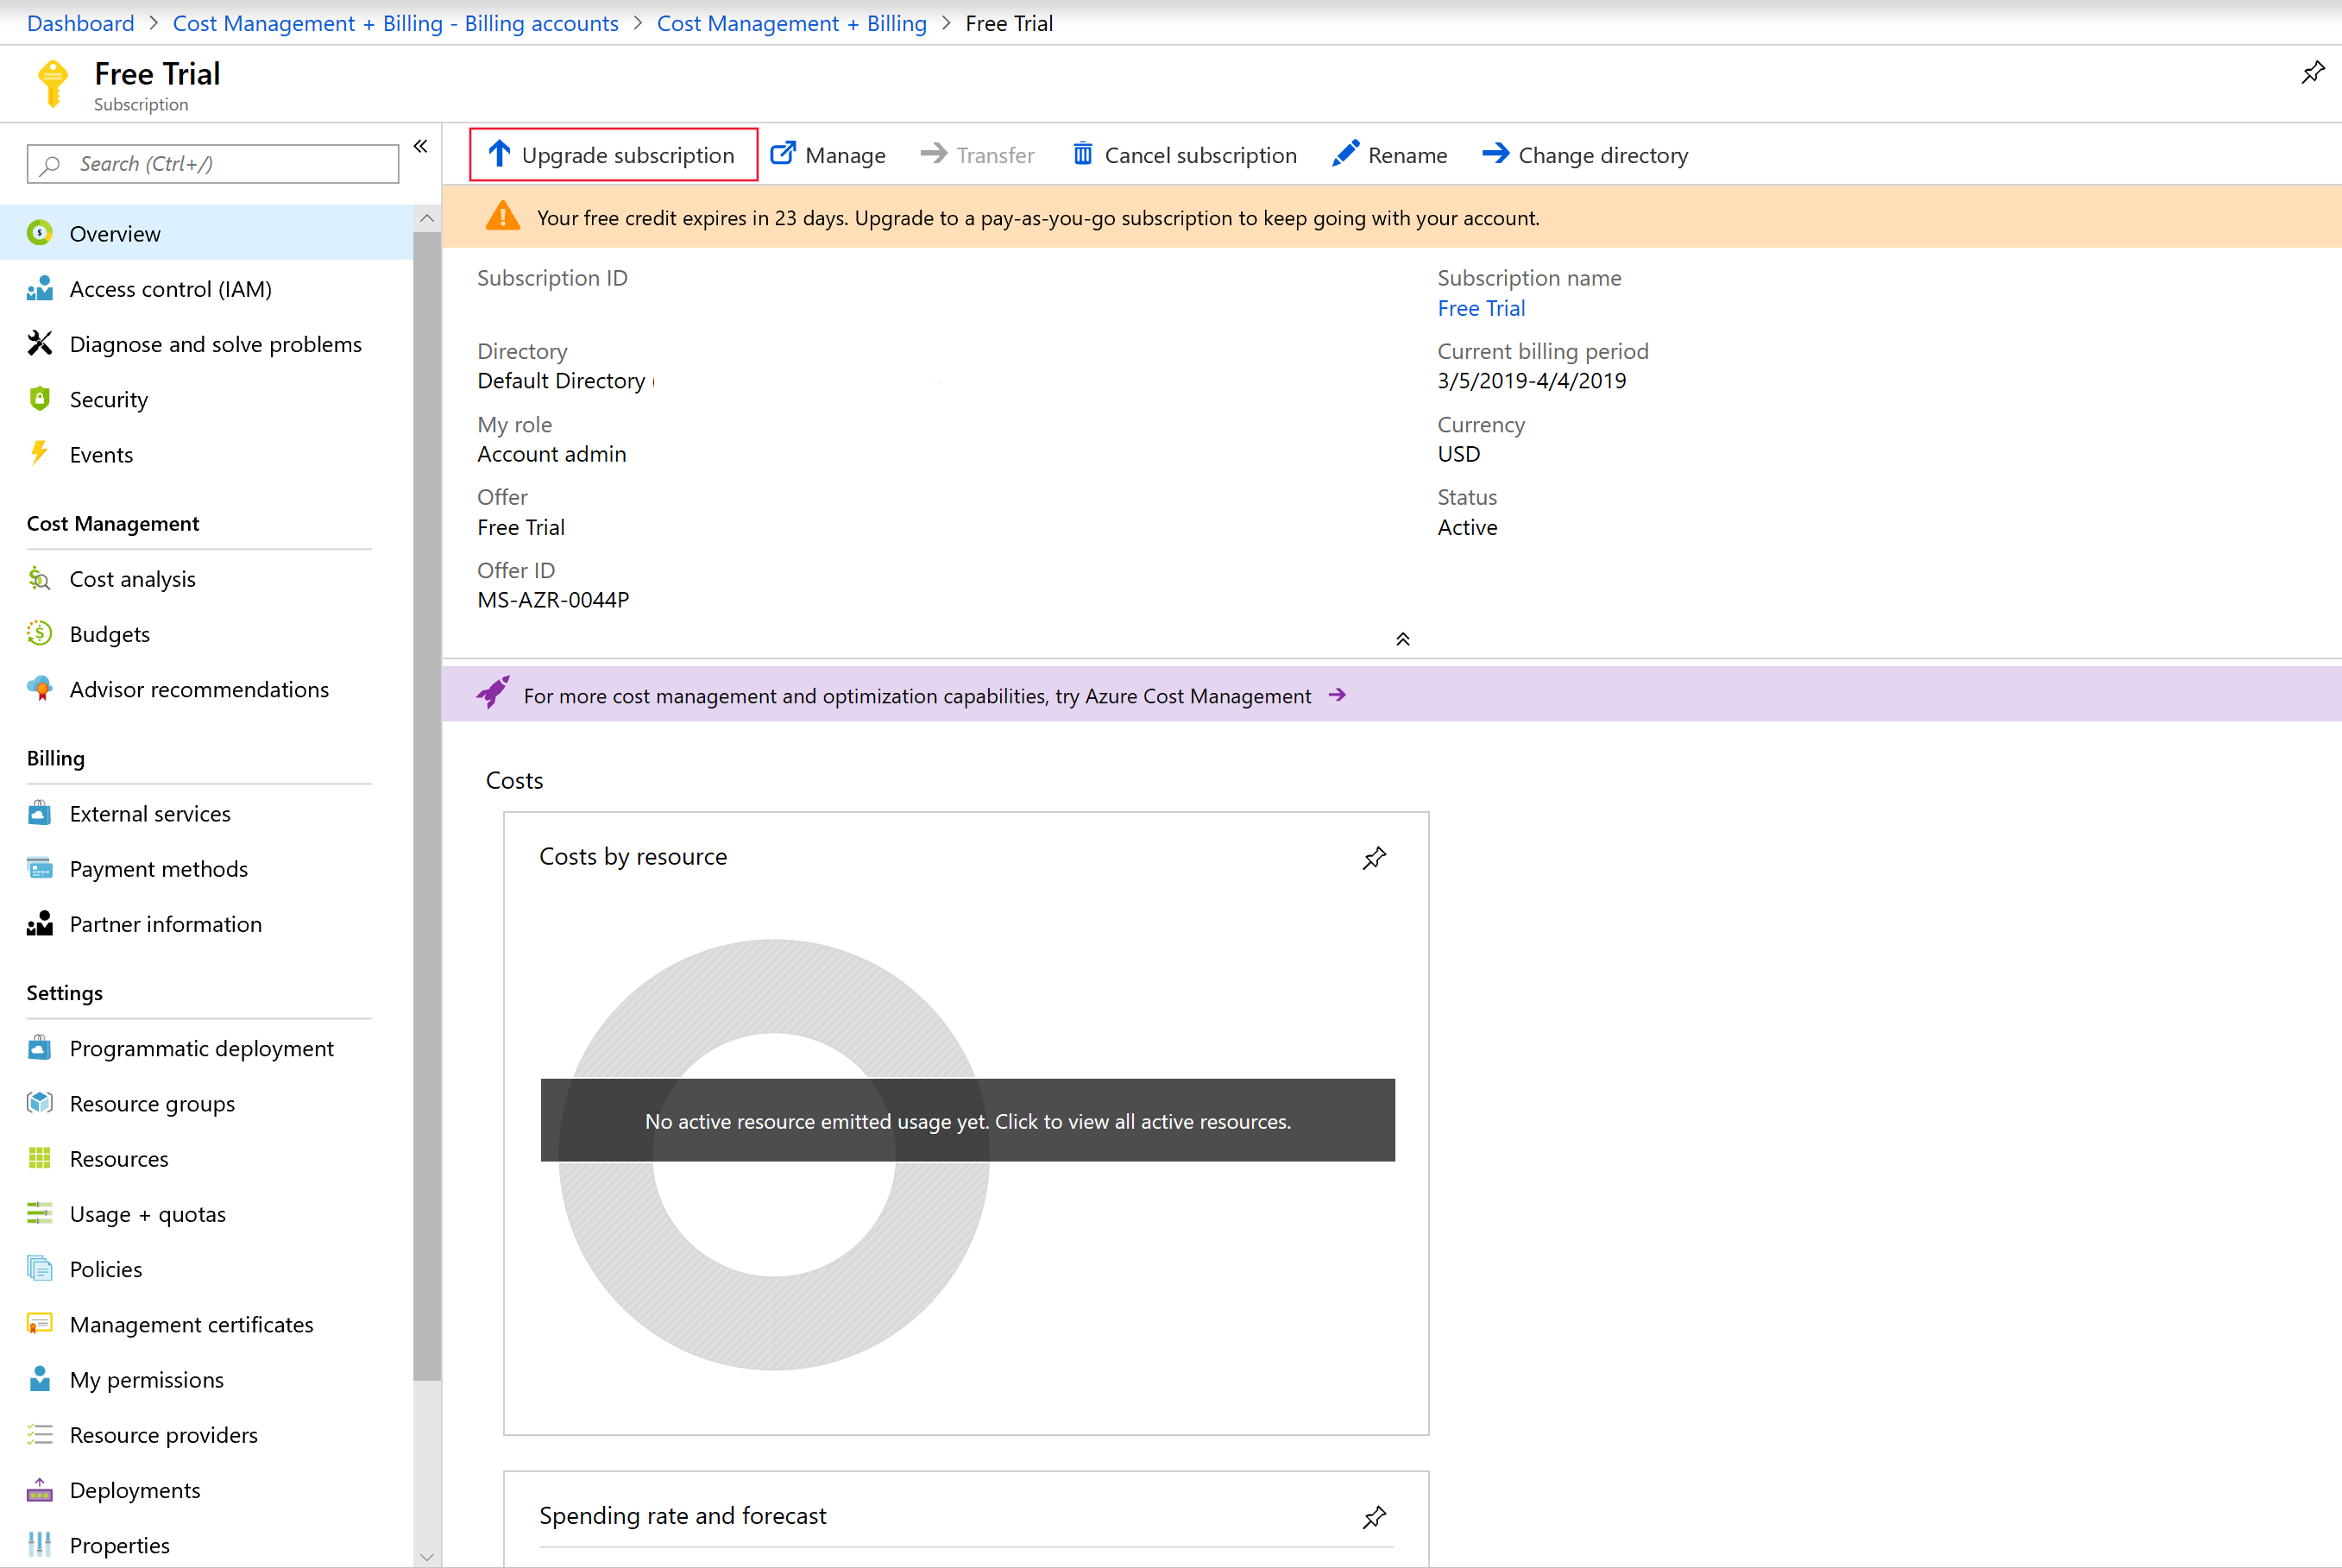 Dashboard > Cost Management + Billing - Billing accounts > Cost Management + Billing > Free Trial
Free Trial
Subscription
Search (Ctrl+/)
Overview
Access control (IAM)
Diagnose and solve problems
Security
Events
Cost Management
Cost analysis
Budgets
Advisor recommendations
Billing
External services
Payment methods
Partner information
Settings
Programmatic deployment
Resource groups
Resources
Usage + quotas
Policies
Management certificates
My permissions
Resource providers
Deployments
Properties
Upgrade subscription Manage Transfer Cancel subscription Rename Change directory
Your free credit expires in 23 days. Upgrade to a pay-as-you-go subscription to keep going with your account.
Subscription ID
Directory
Default Directory (
My role
Account admin
Offer
Free Trial
Offer ID
MS-AZR-0044P
Subscription name
Free Trial
Current billing period
3/5/2019-4/4/2019
Currency
USD
Status
Active
For more cost management and optimization capabilities, try Azure Cost Management
Costs
Costs by resource
No active resource emitted usage yet. Click to view all active resources.
Spending rate and forecast